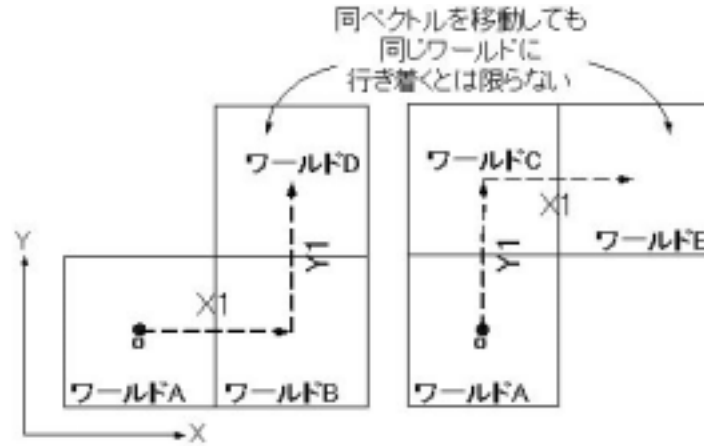 同ベクトルを移動しても
同じワールドに
行き着くとは限らない
ワールドD
ワールドC
X1
Y
Y1
Y1
ワールドE
X1
a
a
ワールドA
ワールドB
ワールドA
X